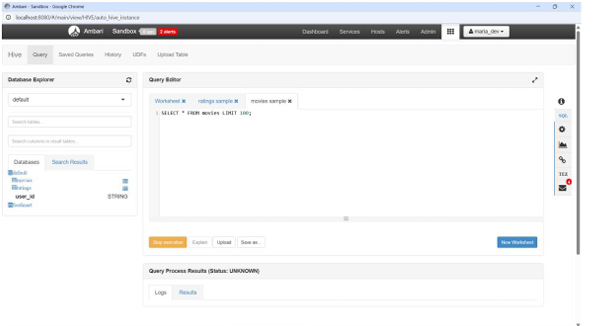 Ambari - Sandbox - Google Chrome
localhost:8080/#/main/view/HIVE/auto_hive_instance
Ambari Sandbox 2 alerts Dashboard Services Hosts Alerts Admin maria_dev
Hive Query Saved Queries History UDFs Upload Table
Database Explorer
default
Search tables...
Search columns in result tables...
Databases Search Results
default
movies
ratings
user_id STRING
foodmart
Query Editor
Worksheet ratings sample movies sample
1 SELECT * FROM movies LIMIT 100;
Stop execution Explain Upload Save as... New Worksheet
SQL
TEZ
Query Process Results (Status: UNKNOWN)
Logs Results